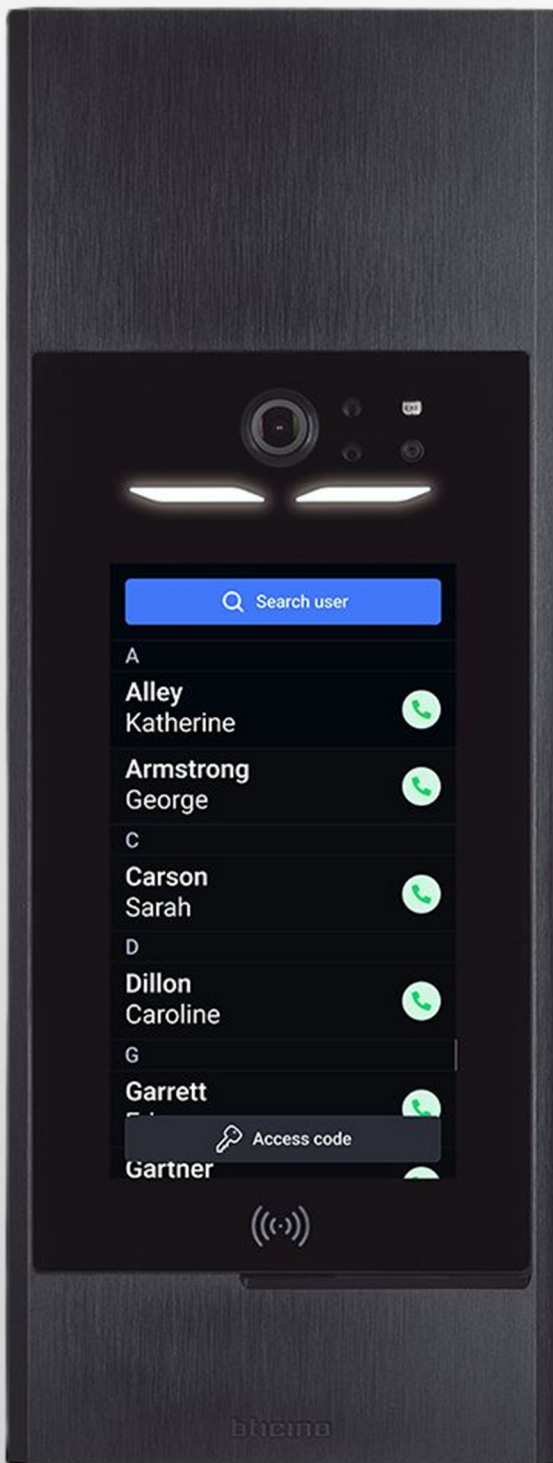 Search user
A
Alley
Katherine
Armstrong
George
C
Carson
Sarah
D
Dillon
Caroline
G
Garrett
Access code
Gartner
bticino